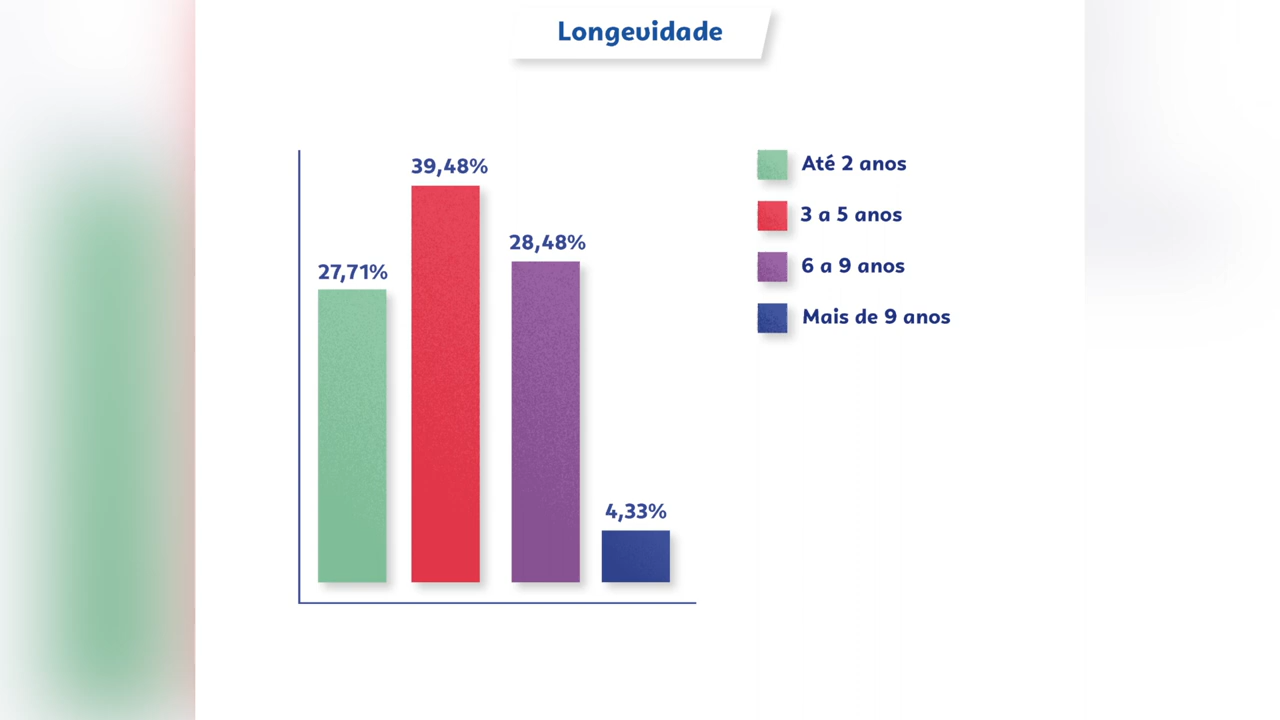 Longevidade
39,48%
28,48%
27,71%
4,33%
Até 2 anos
3 a 5 anos
6 a 9 anos
Mais de 9 anos